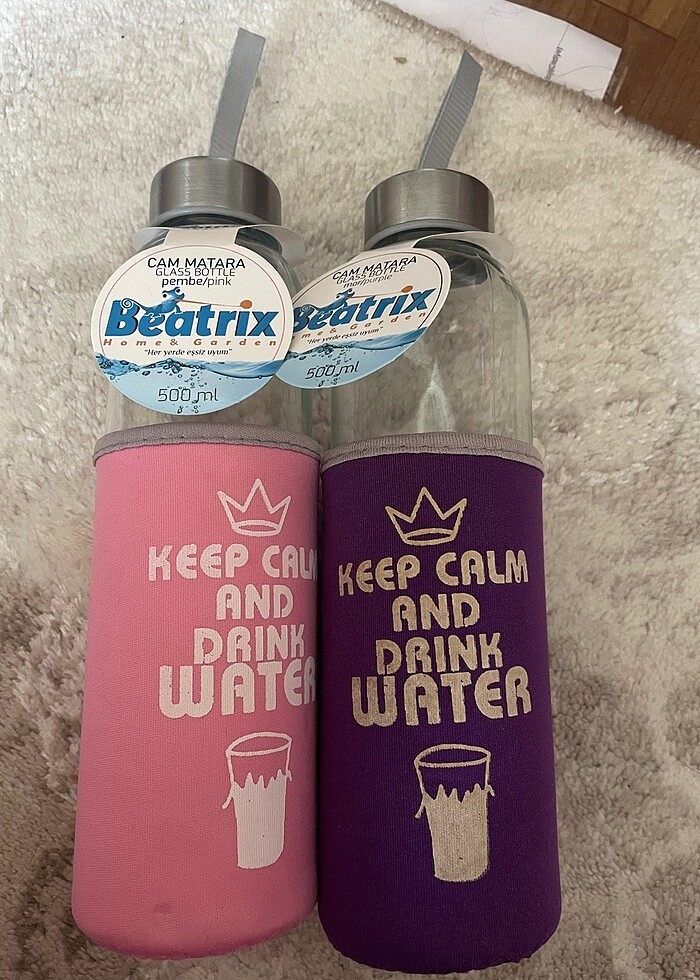 CAM MATARA
GLASS BOTTLE
pembe/pink
Beatrix
Home & Garden
"Her yerde eşsiz uyum"
500 ml
CAM MATARA
GLASS BOTTLE
mor/purple
Beatrix
me & Garden
"Her yerde eşsiz uyum"
500 ml
KEEP CALM
AND
DRINK
WATER
KEEP CALM
AND
DRINK
WATER